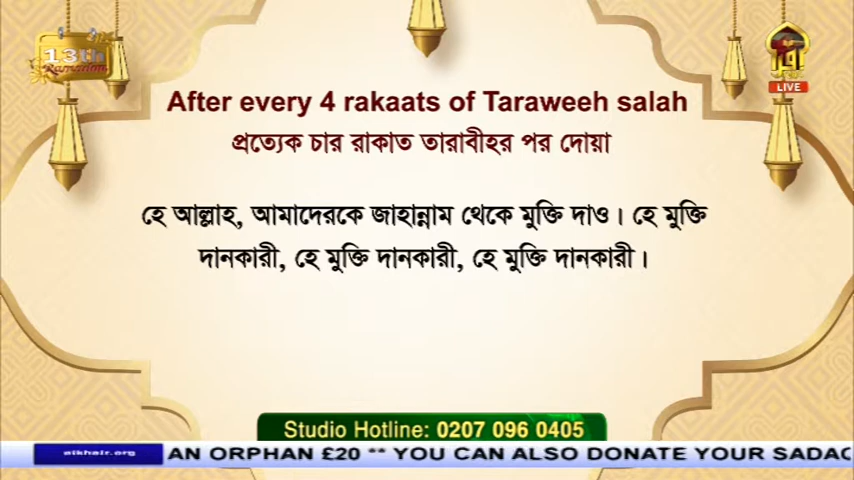 13th
Ramadan
LIVE
After every 4 rakaats of Taraweeh salah
প্রত্যেক চার রাকাত তারাবীহর পর দোয়া
হে আল্লাহ, আমাদেরকে জাহান্নাম থেকে মুক্তি দাও। হে মুক্তি
দানকারী, হে মুক্তি দানকারী, হে মুক্তি দানকারী।
Studio Hotline: 0207 096 0405
AN ORPHAN £20 ** YOU CAN ALSO DONATE YOUR SADAQ